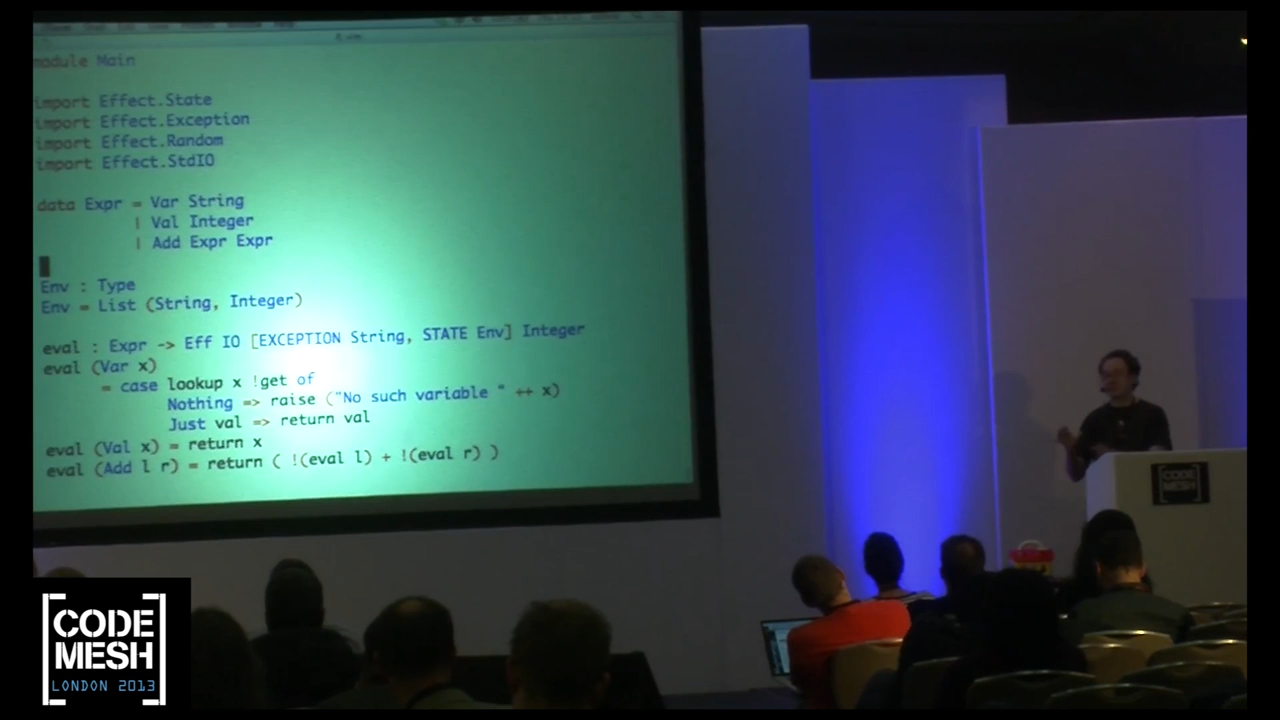 module Main
import Effect.State
import Effect.Exception
import Effect.Random
import Effect.StdIO
data Expr = Var String
| Val Integer
| Add Expr Expr
Env : Type
Env = List (String, Integer)
eval : Expr -> Eff IO [EXCEPTION String, STATE Env] Integer
eval (Var x)
= case lookup x !get of
Nothing => raise ("No such variable " ++ x)
Just val => return val
eval (Val x) = return x
eval (Add l r) = return ( !(eval l) + !(eval r) )
CODE
MESH
CODE
MESH
LONDON 2013